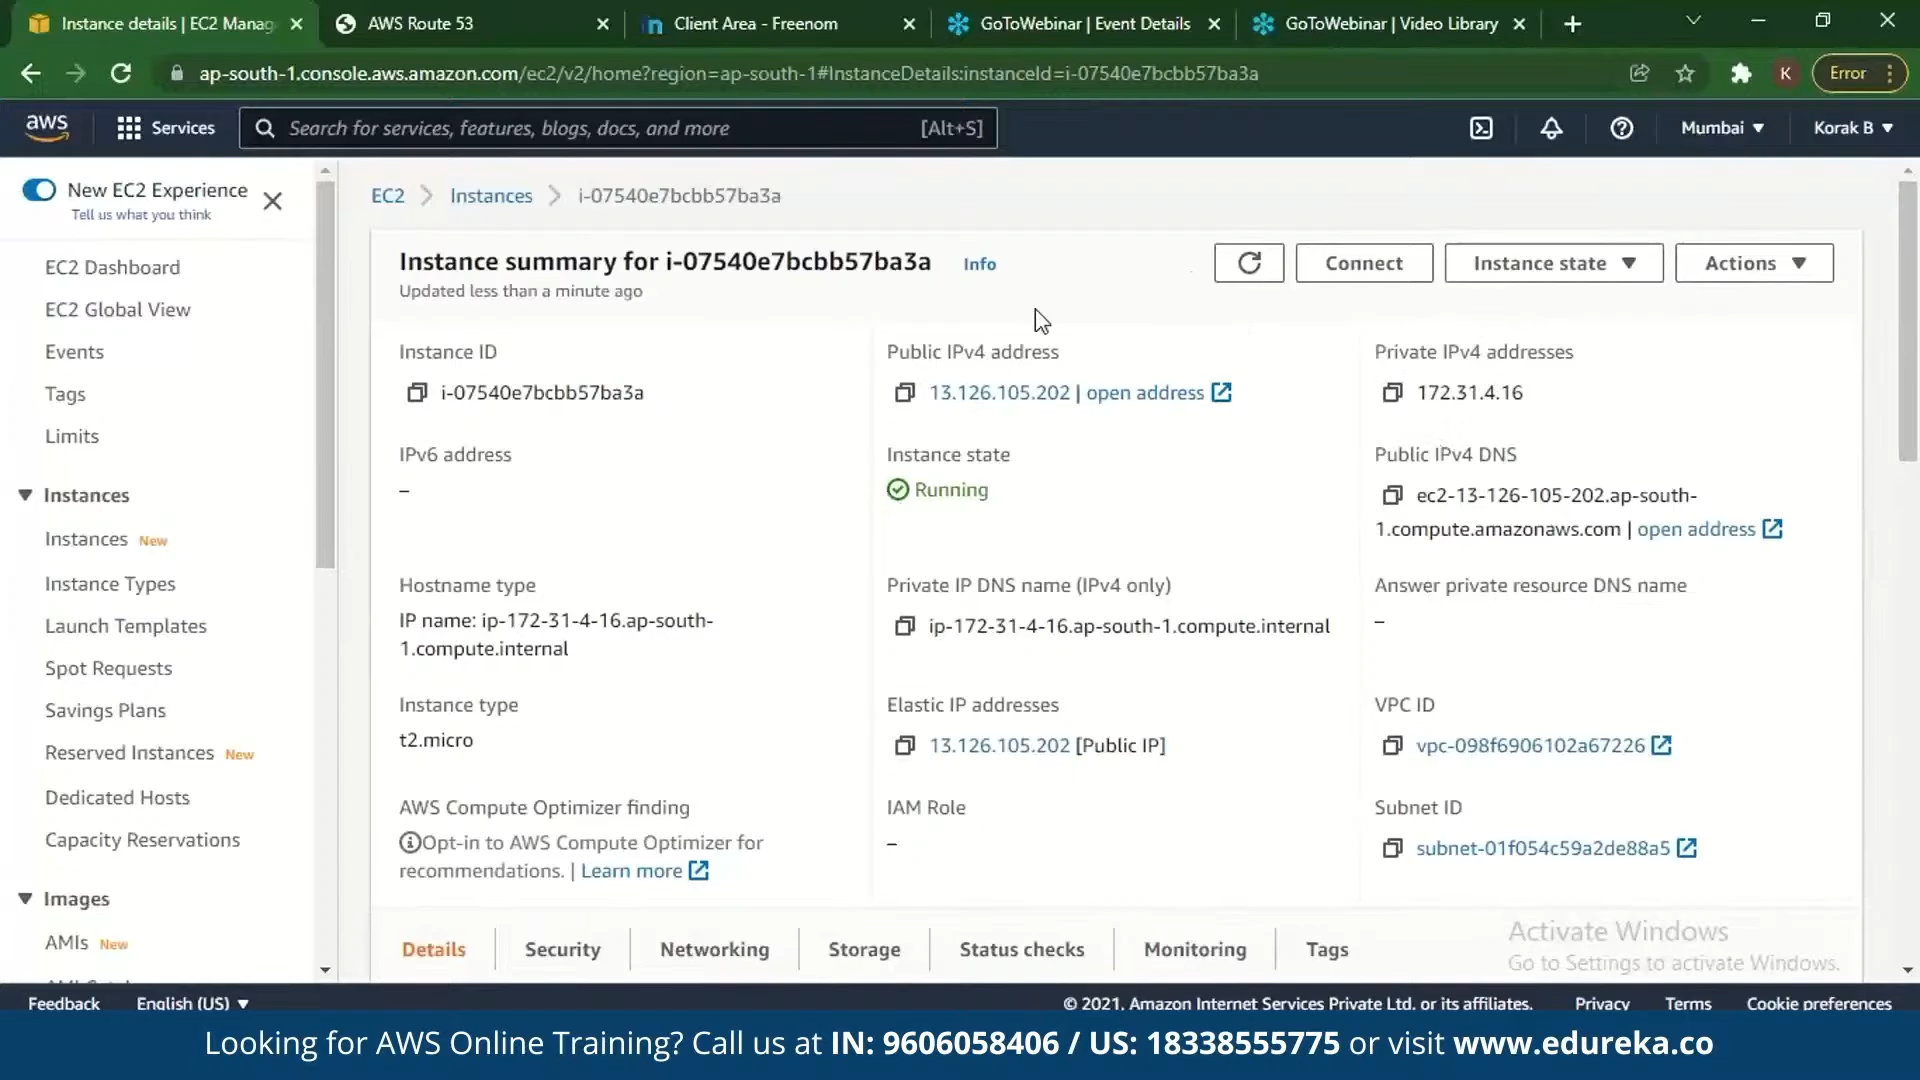 Instance details | EC2 Manag
AWS Route 53
Client Area - Freenom
GoToWebinar | Event Details
GoToWebinar | Video Library
ap-south-1.console.aws.amazon.com/ec2/v2/home?region=ap-south-1#InstanceDetails:instanceId=i-07540e7bcbb57ba3a
K
Error
aws
Services
Search for services, features, blogs, docs, and more
[Alt+S]
Mumbai
Korak B
New EC2 Experience
Tell us what you think
EC2 Dashboard
EC2 Global View
Events
Tags
Limits
Instances
Instances New
Instance Types
Launch Templates
Spot Requests
Savings Plans
Reserved Instances New
Dedicated Hosts
Capacity Reservations
Images
AMIs New
EC2 > Instances > i-07540e7bcbb57ba3a
Instance summary for i-07540e7bcbb57ba3a Info
Updated less than a minute ago
Connect
Instance state
Actions
Instance ID
i-07540e7bcbb57ba3a
Public IPv4 address
13.126.105.202 | open address
Private IPv4 addresses
172.31.4.16
IPv6 address
–
Instance state
Running
Public IPv4 DNS
ec2-13-126-105-202.ap-south-
1.compute.amazonaws.com | open address
Hostname type
IP name: ip-172-31-4-16.ap-south-
1.compute.internal
Private IP DNS name (IPv4 only)
ip-172-31-4-16.ap-south-1.compute.internal
Answer private resource DNS name
–
Instance type
t2.micro
Elastic IP addresses
13.126.105.202 [Public IP]
VPC ID
vpc-098f6906102a67226
AWS Compute Optimizer finding
Opt-in to AWS Compute Optimizer for
recommendations. | Learn more
IAM Role
–
Subnet ID
subnet-01f054c59a2de88a5
Details
Security
Networking
Storage
Status checks
Monitoring
Tags
Activate Windows
Go to Settings to activate Windows.
Feedback
English (US)
© 2021, Amazon Internet Services Private Ltd. or its affiliates.
Privacy
Terms
Cookie preferences
Looking for AWS Online Training? Call us at IN: 9606058406 / US: 18338555775 or visit www.edureka.co